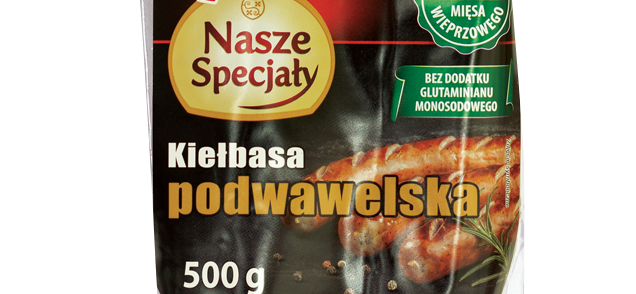 MIĘSA
WIEPRZOWEGO
Nasze
Specjały
BEZ DODATKU
GLUTAMINIANU
MONOSODOWEGO
Kiełbasa
podwawelska
500 g